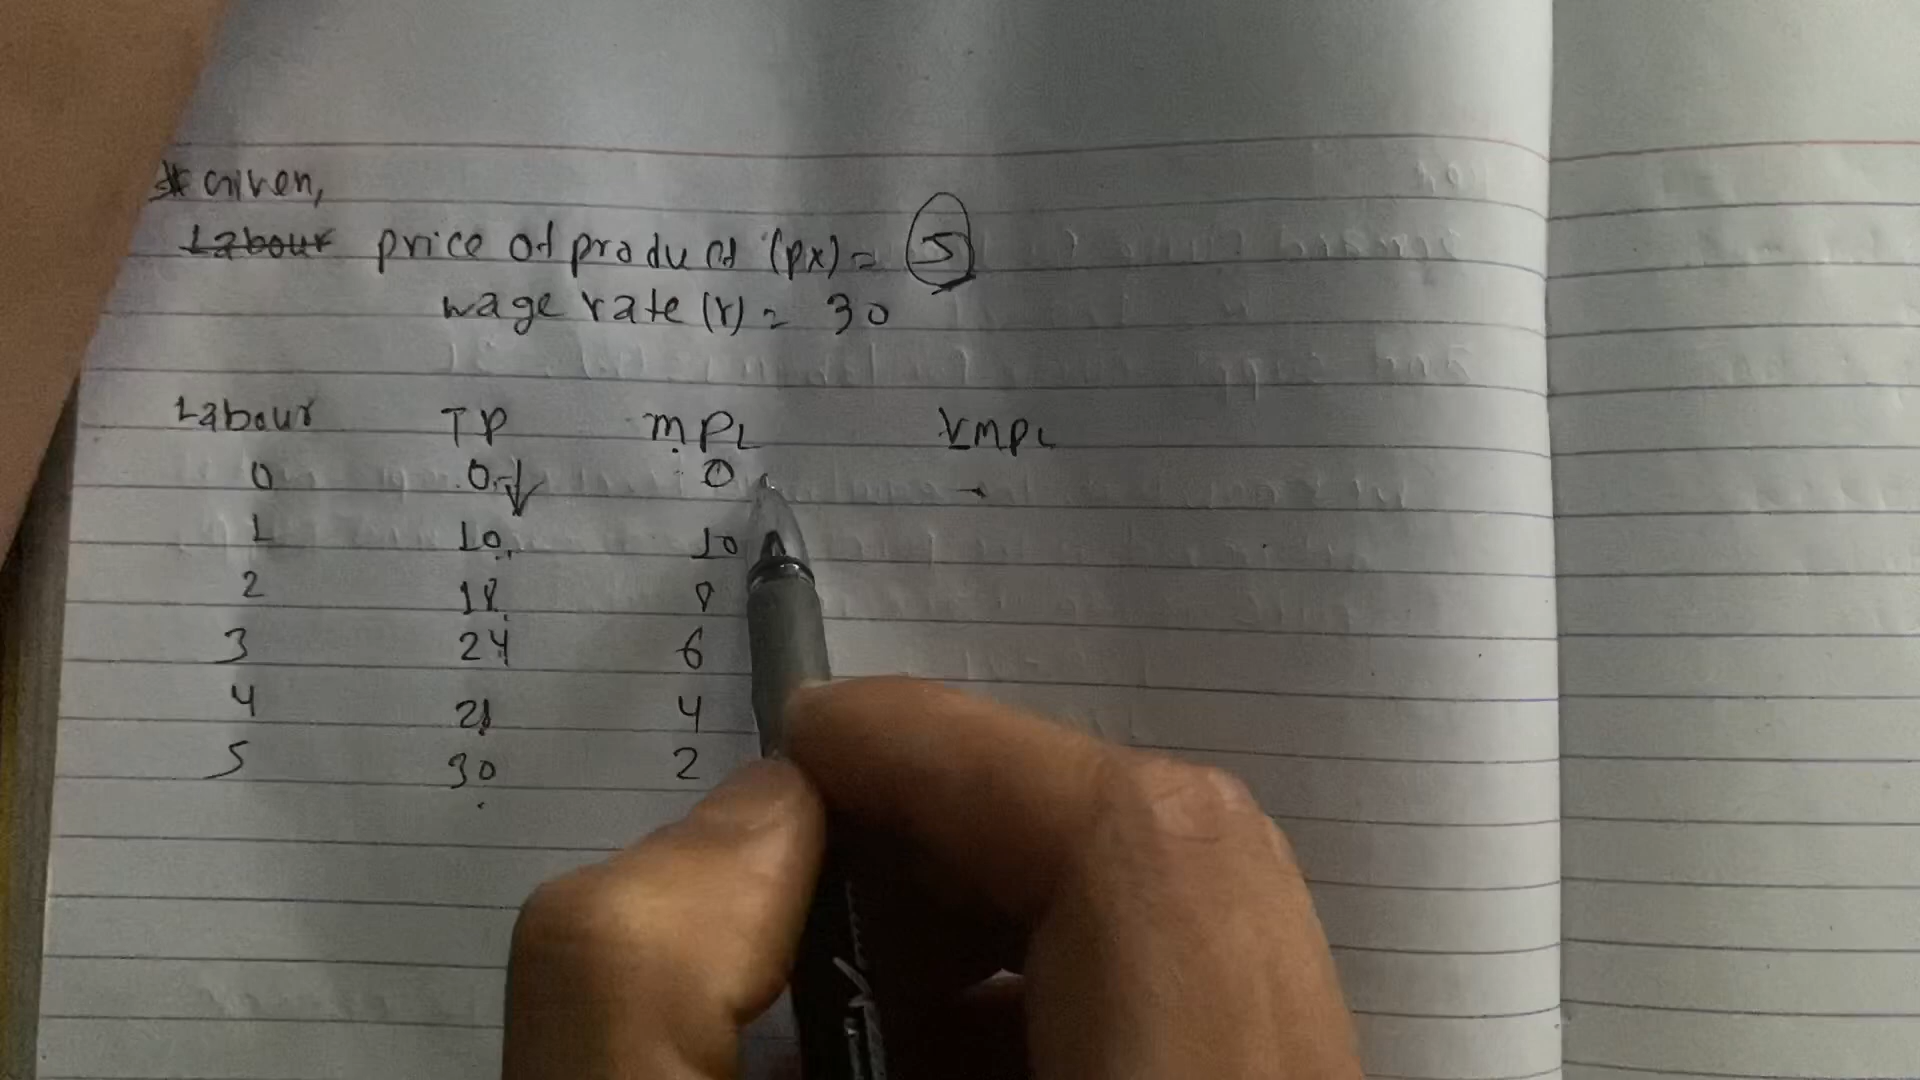 Given,
Labour price of product (px) = 5
wage rate (r) = 30
Labour TP MPL VMPL
0 0 0 -
1 10 10
2 18 8
3 24 6
4 28 4
5 30 2